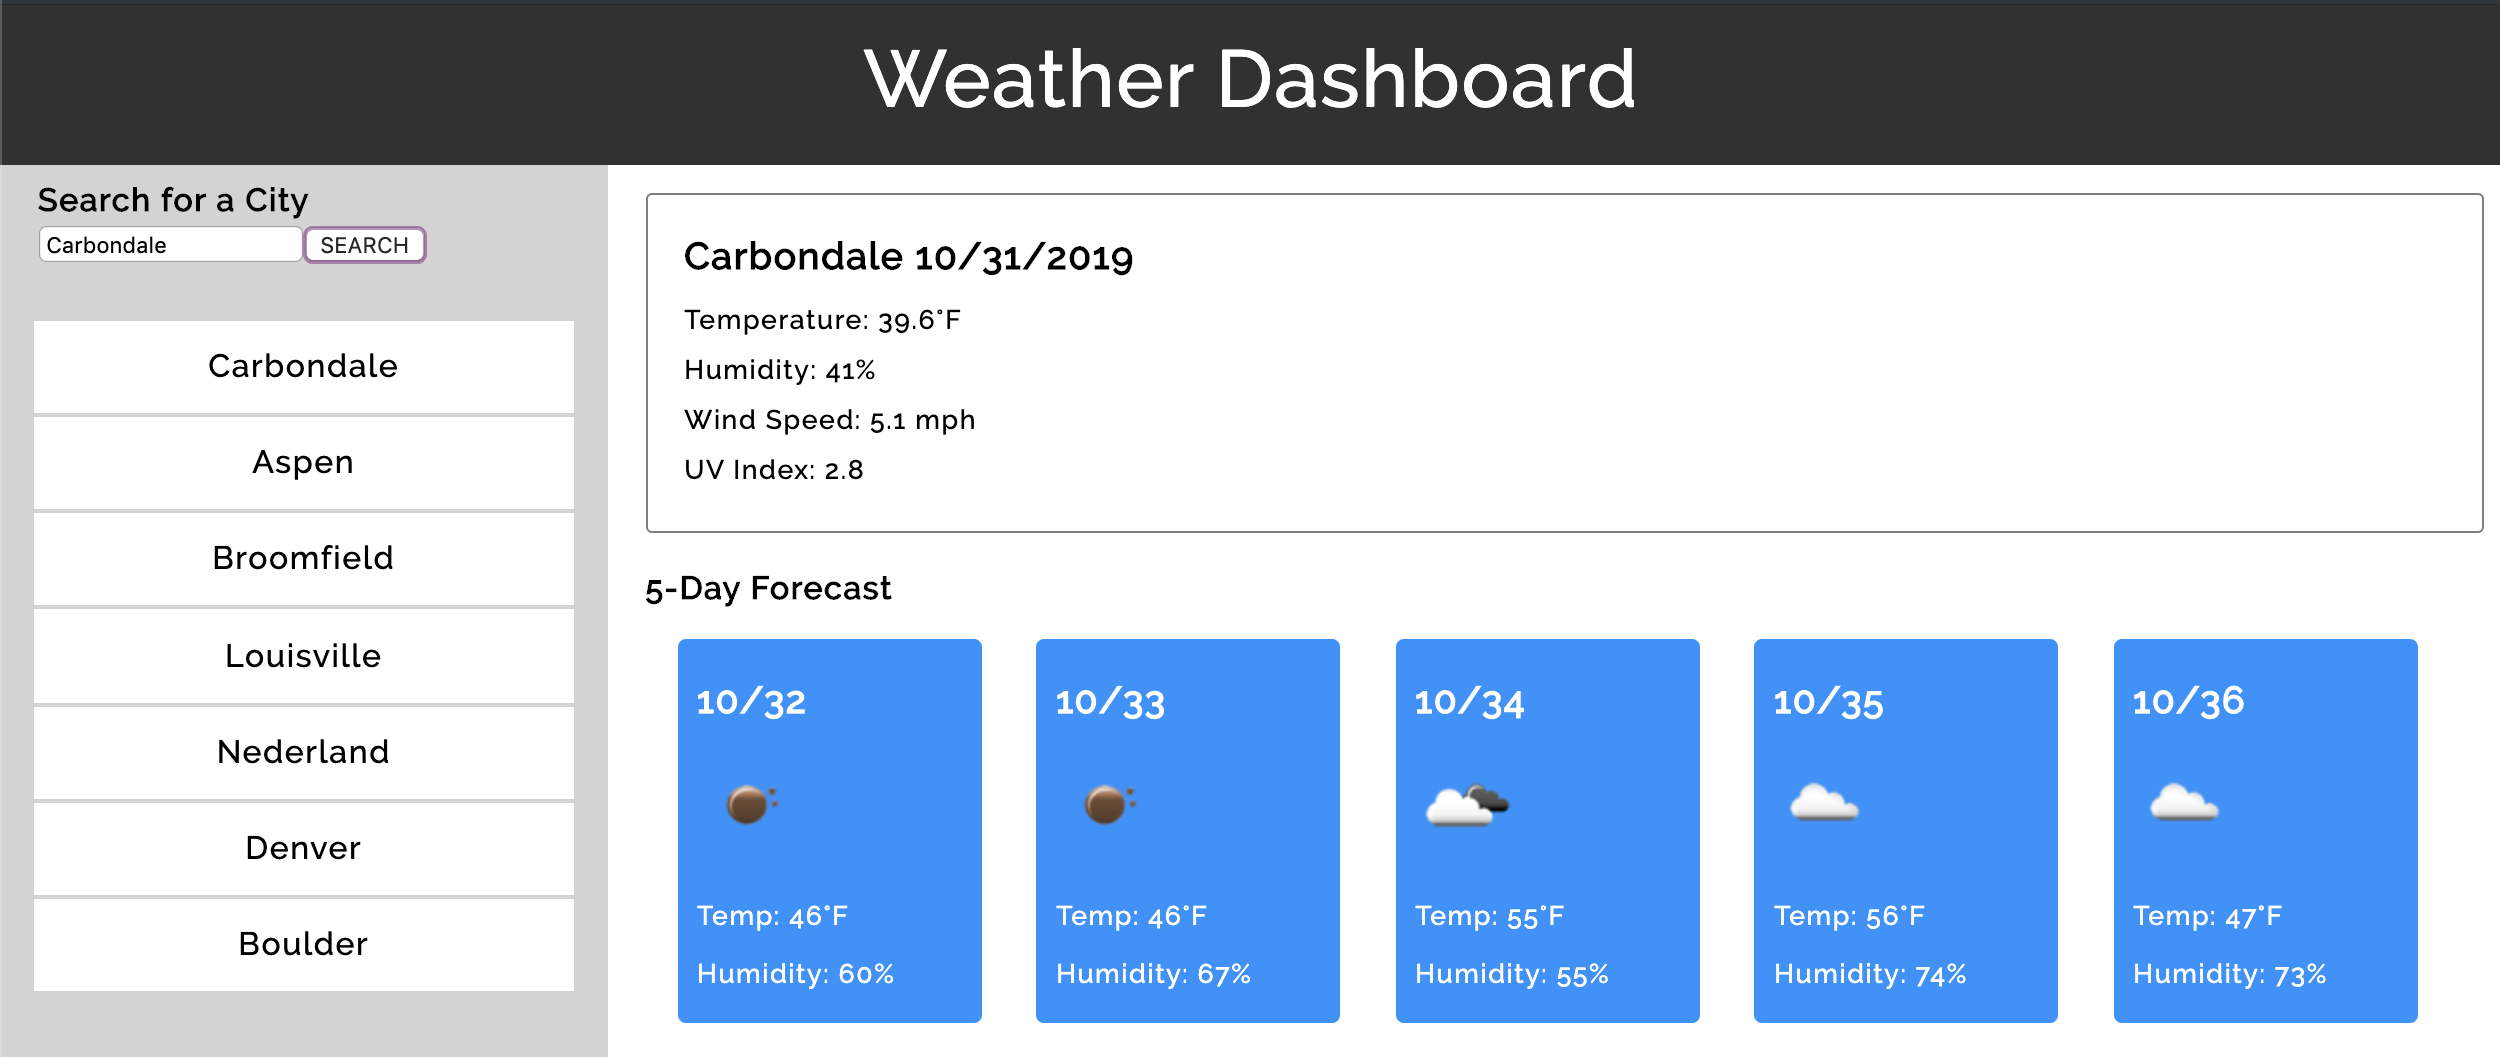 Weather Dashboard
Search for a City
Carbondale SEARCH
Carbondale
Aspen
Broomfield
Louisville
Nederland
Denver
Boulder
Carbondale 10/31/2019
Temperature: 39.6°F
Humidity: 41%
Wind Speed: 5.1 mph
UV Index: 2.8
5-Day Forecast
10/32
Temp: 46°F
Humidity: 60%
10/33
Temp: 46°F
Humidity: 67%
10/34
Temp: 55°F
Humidity: 55%
10/35
Temp: 56°F
Humidity: 74%
10/36
Temp: 47°F
Humidity: 73%